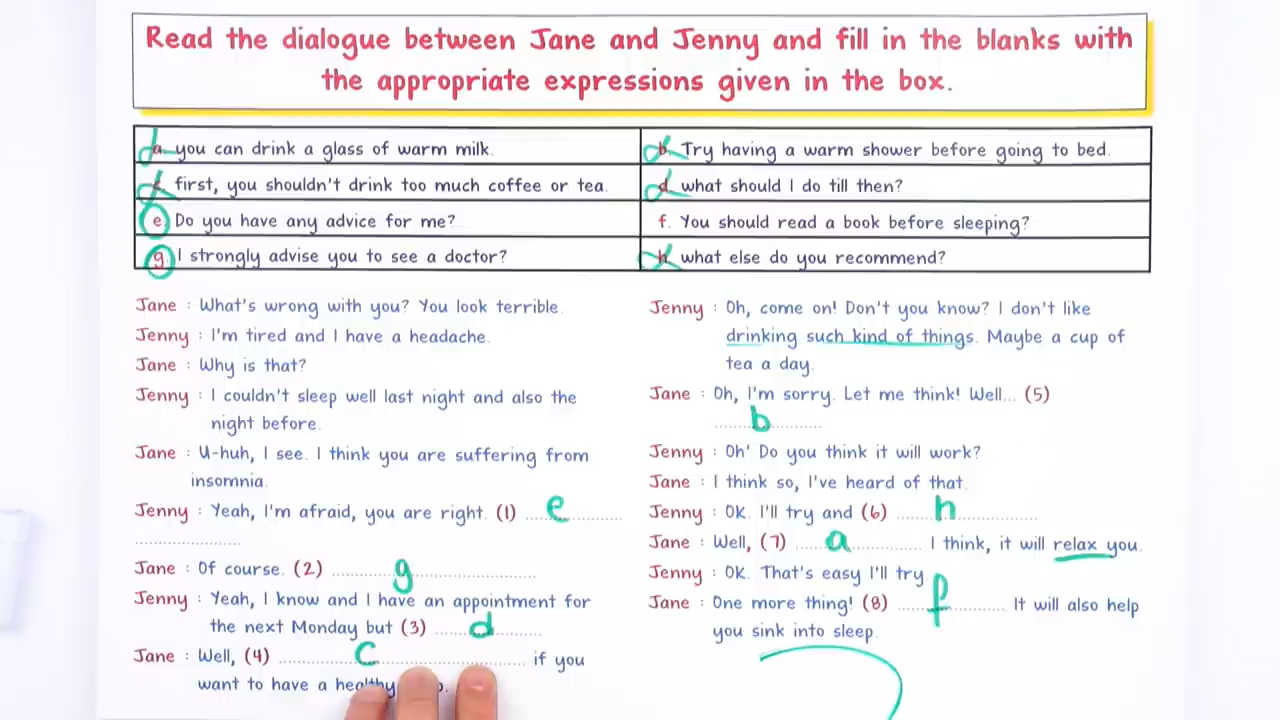 Read the dialogue between Jane and Jenny and fill in the blanks with
the appropriate expressions given in the box.
a. you can drink a glass of warm milk.
b. Try having a warm shower before going to bed.
c. first, you shouldn't drink too much coffee or tea.
d what should I do till then?
e. Do you have any advice for me?
f. You should read a book before sleeping?
g. I strongly advise you to see a doctor?
h. what else do you recommend?
Jane : What's wrong with you? You look terrible.
Jenny : I'm tired and I have a headache.
Jane : Why is that?
Jenny : I couldn't sleep well last night and also the
night before.
Jane : U-huh, I see. I think you are suffering from
insomnia.
Jenny : Yeah, I'm afraid, you are right. (1) e
Jane : Of course. (2) g
Jenny : Yeah, I know and I have an appointment for
the next Monday but (3) d
Jane : Well, (4) c if you
want to have a healthy
Jenny : Oh, come on! Don't you know? I don't like
drinking such kind of things. Maybe a cup of
tea a day.
Jane : Oh, I'm sorry. Let me think! Well... (5)
b
Jenny : Oh' Do you think it will work?
Jane : I think so, I've heard of that.
Jenny : OK. I'll try and (6) h
Jane : Well, (7) a I think, it will relax you.
Jenny : OK. That's easy I'll try.
Jane : One more thing! (8) f It will also help
you sink into sleep.